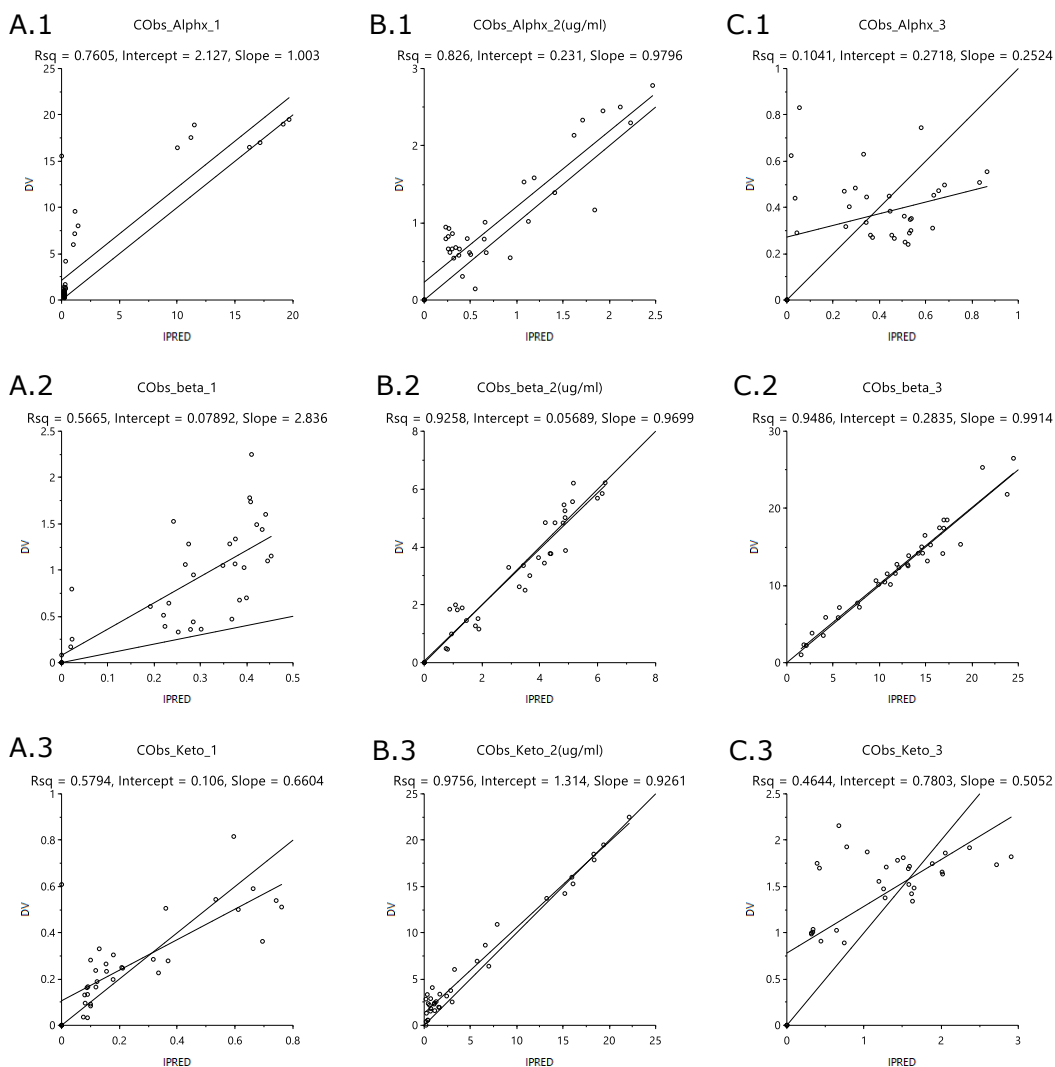 A.1
CObs_Alphx_1
Rsq = 0.7605, Intercept = 2.127, Slope = 1.003
25
20
15
10
5
0
DV
0
5
10
15
20
IPRED
B.1
CObs_Alphx_2(ug/ml)
Rsq = 0.826, Intercept = 0.231, Slope = 0.9796
3
2
1
0
DV
0
0.5
1
1.5
2
2.5
IPRED
C.1
CObs_Alphx_3
Rsq = 0.1041, Intercept = 0.2718, Slope = 0.2524
1
0.8
0.6
0.4
0.2
0
DV
0
0.2
0.4
0.6
0.8
1
IPRED
A.2
CObs_beta_1
Rsq = 0.5665, Intercept = 0.07892, Slope = 2.836
2.5
2
1.5
1
0.5
0
DV
0
0.1
0.2
0.3
0.4
0.5
IPRED
B.2
CObs_beta_2(ug/ml)
Rsq = 0.9258, Intercept = 0.05689, Slope = 0.9699
8
6
4
2
0
DV
0
2
4
6
8
IPRED
C.2
CObs_beta_3
Rsq = 0.9486, Intercept = 0.2835, Slope = 0.9914
30
20
10
0
DV
0
5
10
15
20
25
IPRED
A.3
CObs_Keto_1
Rsq = 0.5794, Intercept = 0.106, Slope = 0.6604
1
0.8
0.6
0.4
0.2
0
DV
0
0.2
0.4
0.6
0.8
IPRED
B.3
CObs_Keto_2(ug/ml)
Rsq = 0.9756, Intercept = 1.314, Slope = 0.9261
25
20
15
10
5
0
DV
0
5
10
15
20
25
IPRED
C.3
CObs_Keto_3
Rsq = 0.4644, Intercept = 0.7803, Slope = 0.5052
2.5
2
1.5
1
0.5
0
DV
0
1
2
3
IPRED